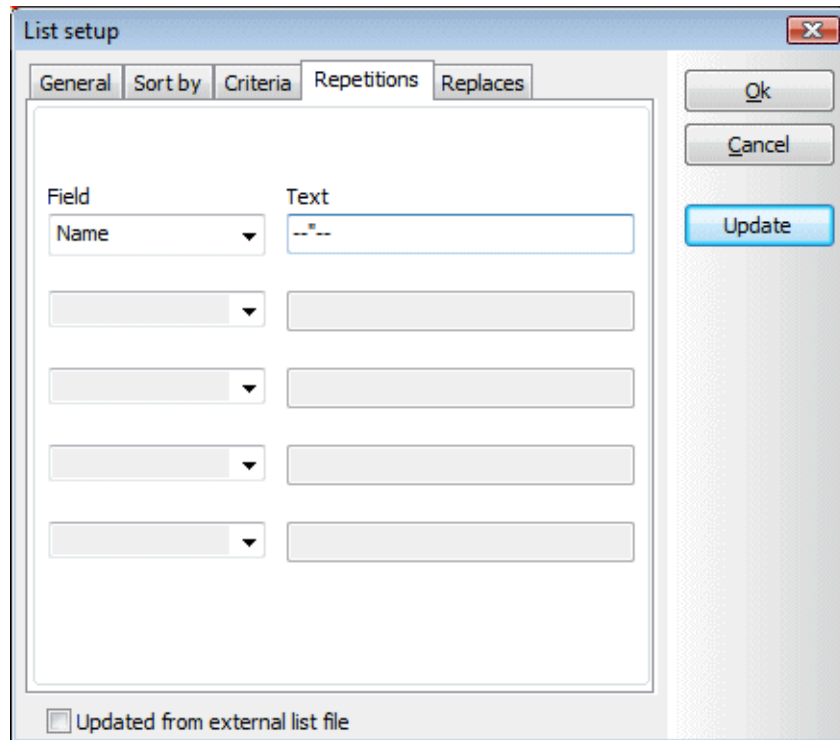 List setup
General Sort by Criteria Repetitions Replaces
Ok
Cancel
Field Text
Name --"--
Update
Updated from external list file